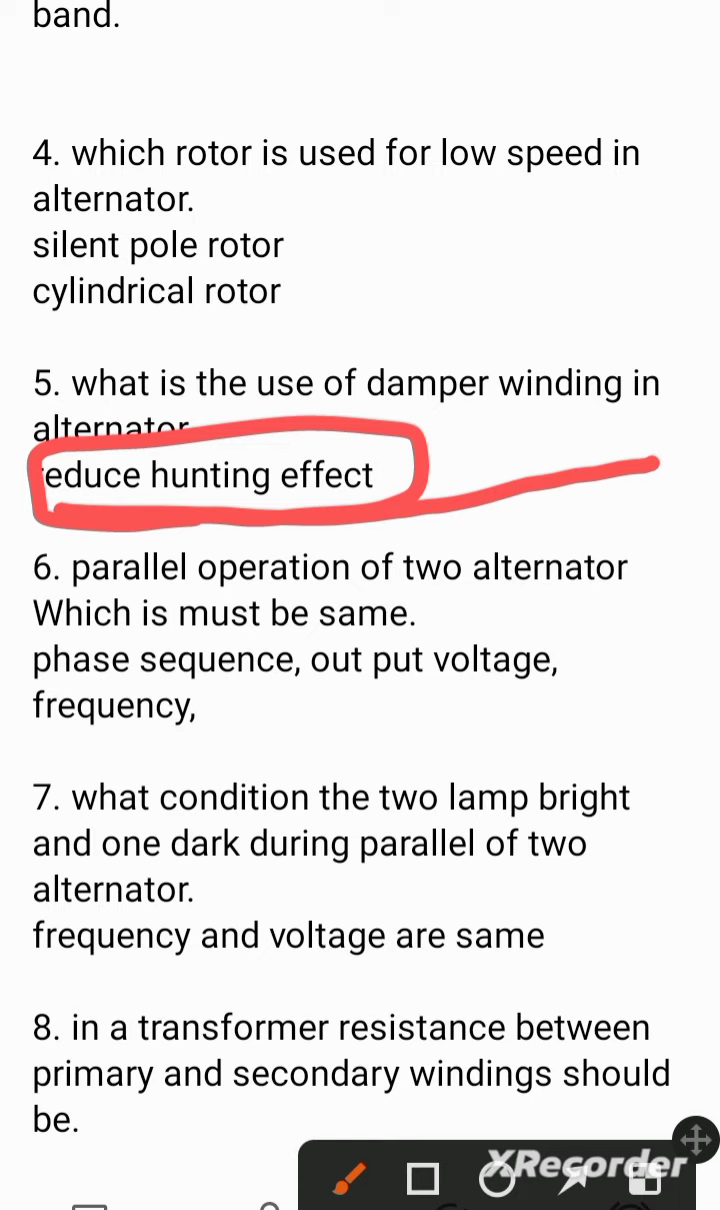 band.
4. which rotor is used for low speed in
alternator.
silent pole rotor
cylindrical rotor
5. what is the use of damper winding in
alternator
reduce hunting effect
6. parallel operation of two alternator
Which is must be same.
phase sequence, out put voltage,
frequency,
7. what condition the two lamp bright
and one dark during parallel of two
alternator.
frequency and voltage are same
8. in a transformer resistance between
primary and secondary windings should
be.
XRecorder